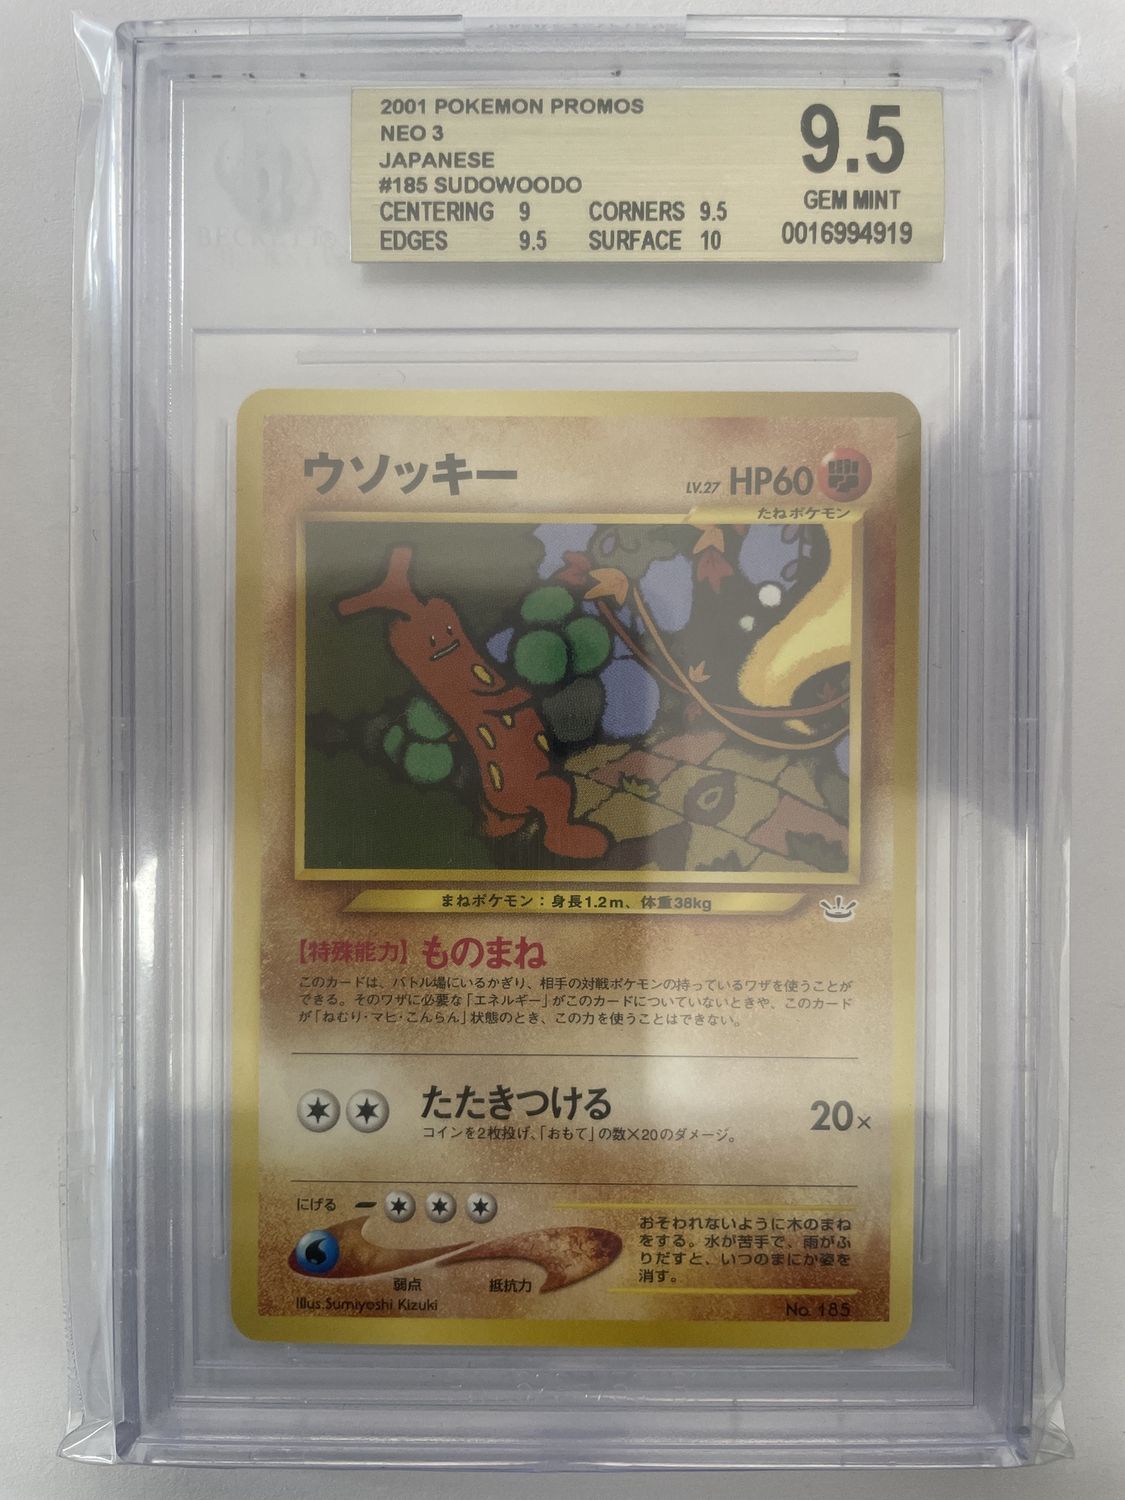 2001 POKEMON PROMOS
NEO 3
JAPANESE
#185 SUDOWOODO
CENTERING 9 CORNERS 9.5
EDGES 9.5 SURFACE 10
9.5
GEM MINT
0016994919
ウソッキー
LV.27 HP60
たねポケモン
まねポケモン:身長1.2m、体重38kg
【特殊能力】ものまね
このカードは、バトル場にいるかぎり、相手の対戦ポケモンの持っているワザを使うことが
できる。そのワザに必要な「エネルギー」がこのカードについていないときや、このカード
が「ねむり・マヒ・こんらん」状態のとき、この力を使うことはできない。
たたきつける 20×
コインを2枚投げ、「おもて」の数×20のダメージ。
にげる
弱点 抵抗力
おそわれないように木のまね
をする。水が苦手で、雨がふ
りだすと、いつのまにか姿を
消す。
Illus.Sumiyoshi Kizuki
No. 185